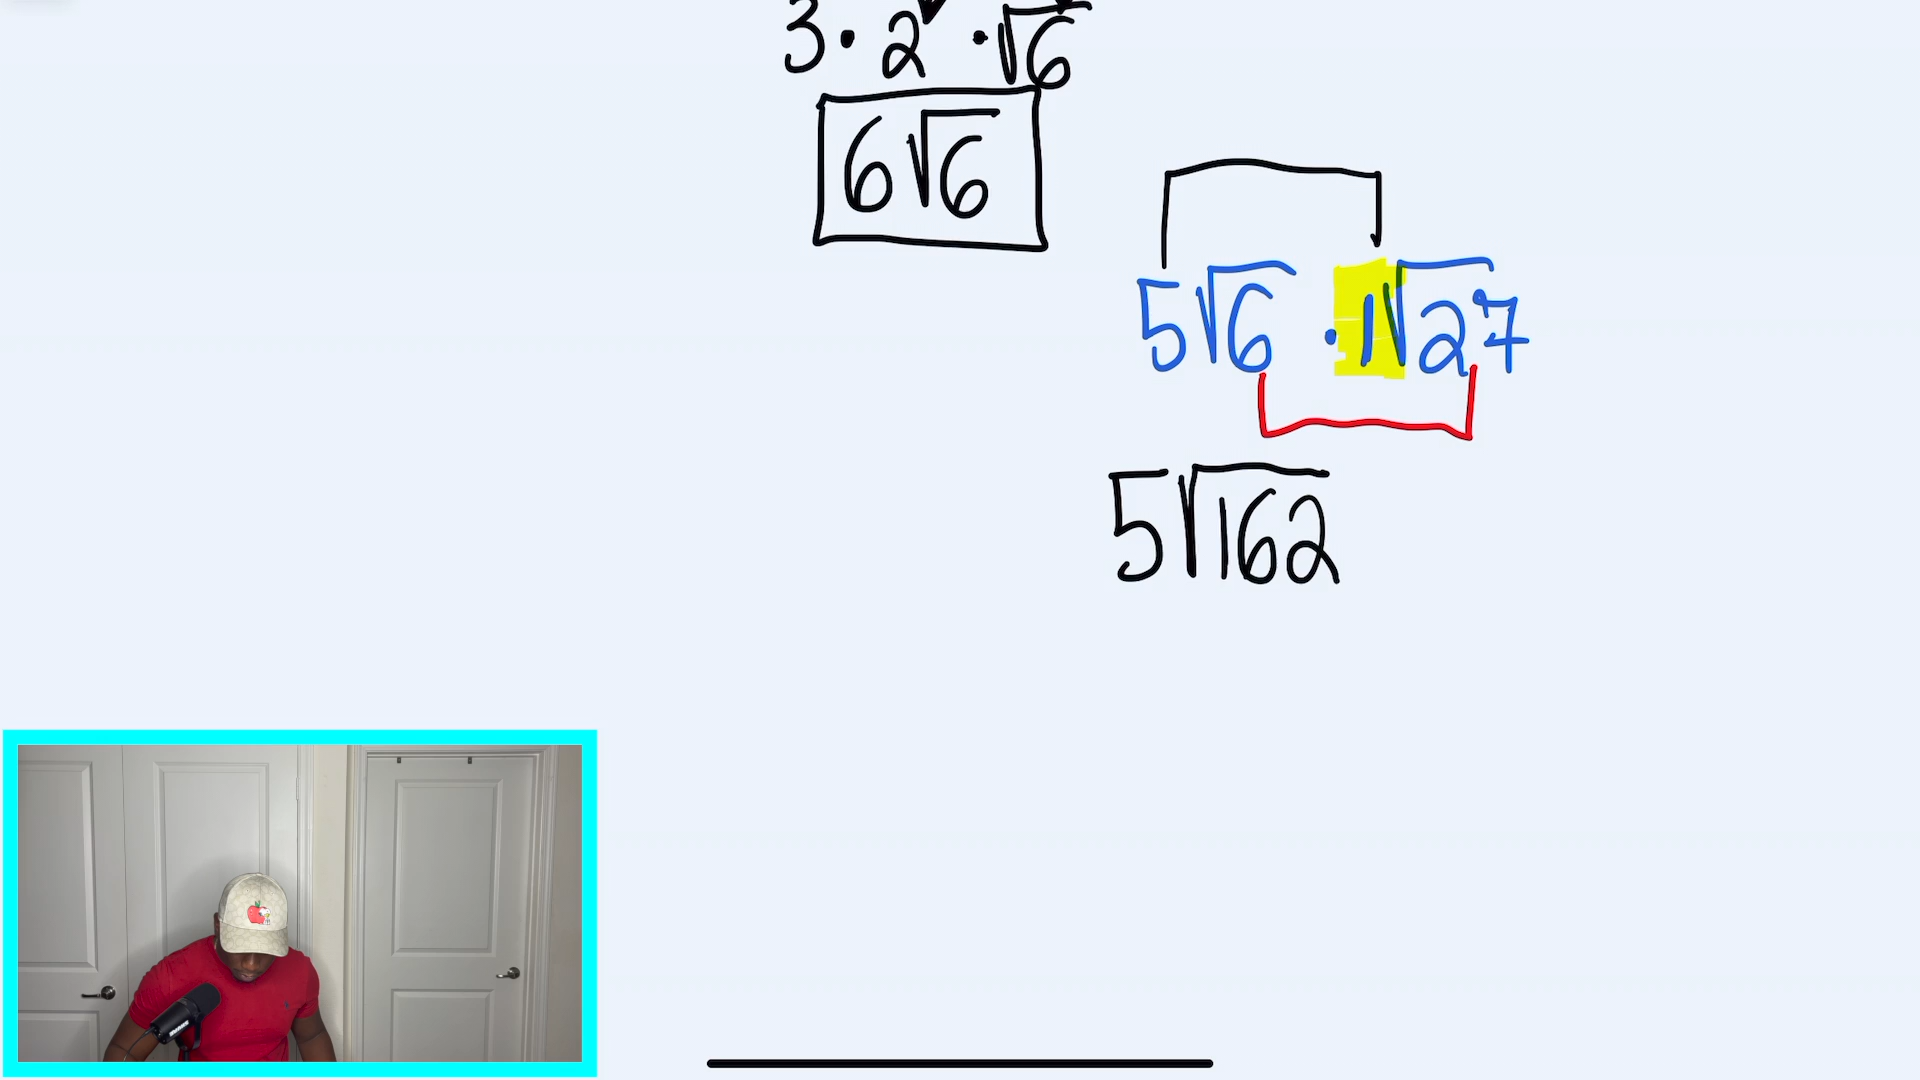 3 · 2 · √6
6√6
5√6 · 1√27
5√162